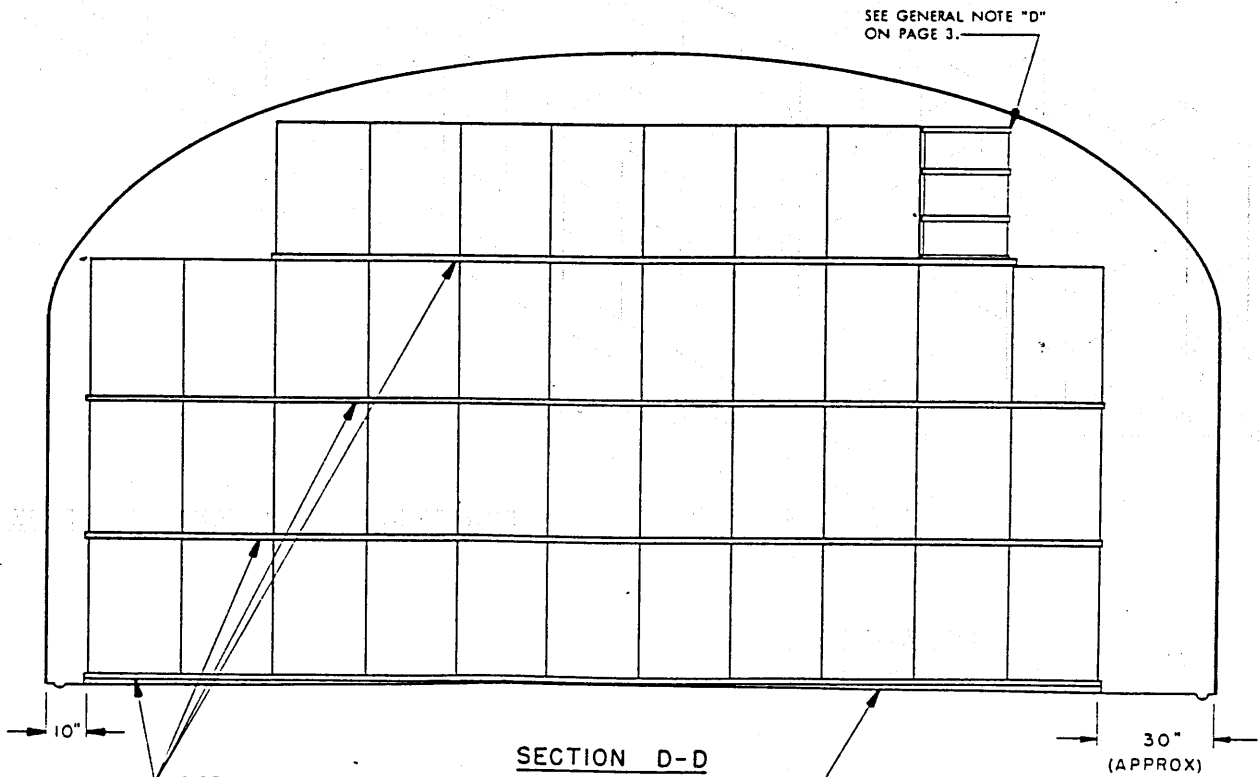 SEE GENERAL NOTE "D"
ON PAGE 3.
10"
SECTION D-D
30"
(APPROX)